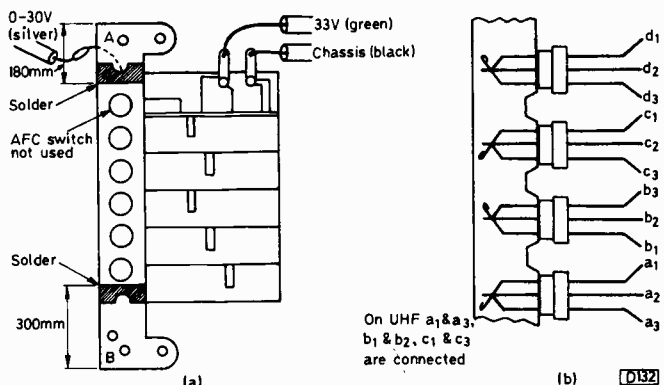 0-30V
(silver)
A
180mm
Solder
AFC switch
not used
Solder
300mm
B
33V (green)
Chassis (black)
(a)
d1
d2
d3
c1
c2
c3
b3
b2
b1
a1
a2
a3
On UHF a1 & a3,
b1 & b2, c1 & c3
are connected
(b)
D132